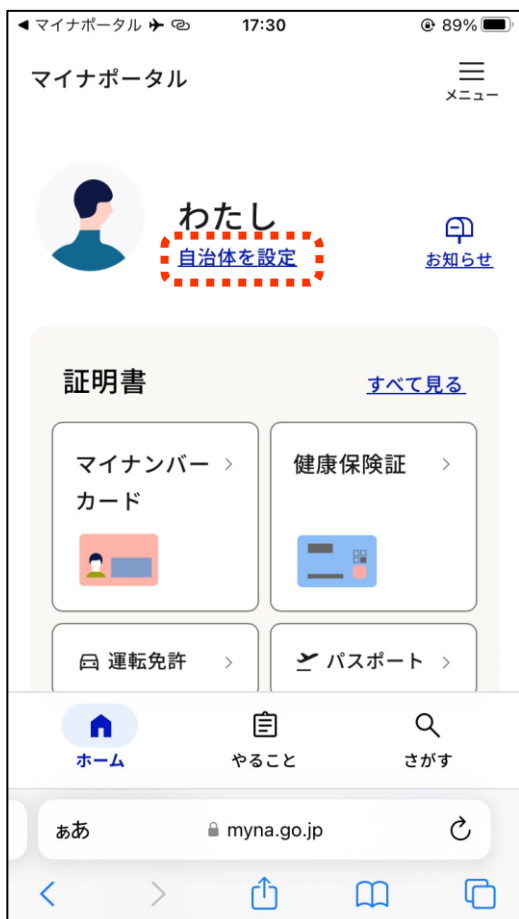 マイナポータル 17:30 89%
マイナポータル
メニュー
わたし
自治体を設定
お知らせ
証明書
すべて見る
マイナンバーカード
健康保険証
運転免許
パスポート
ホーム
やること
さがす
ぁあ
myna.go.jp